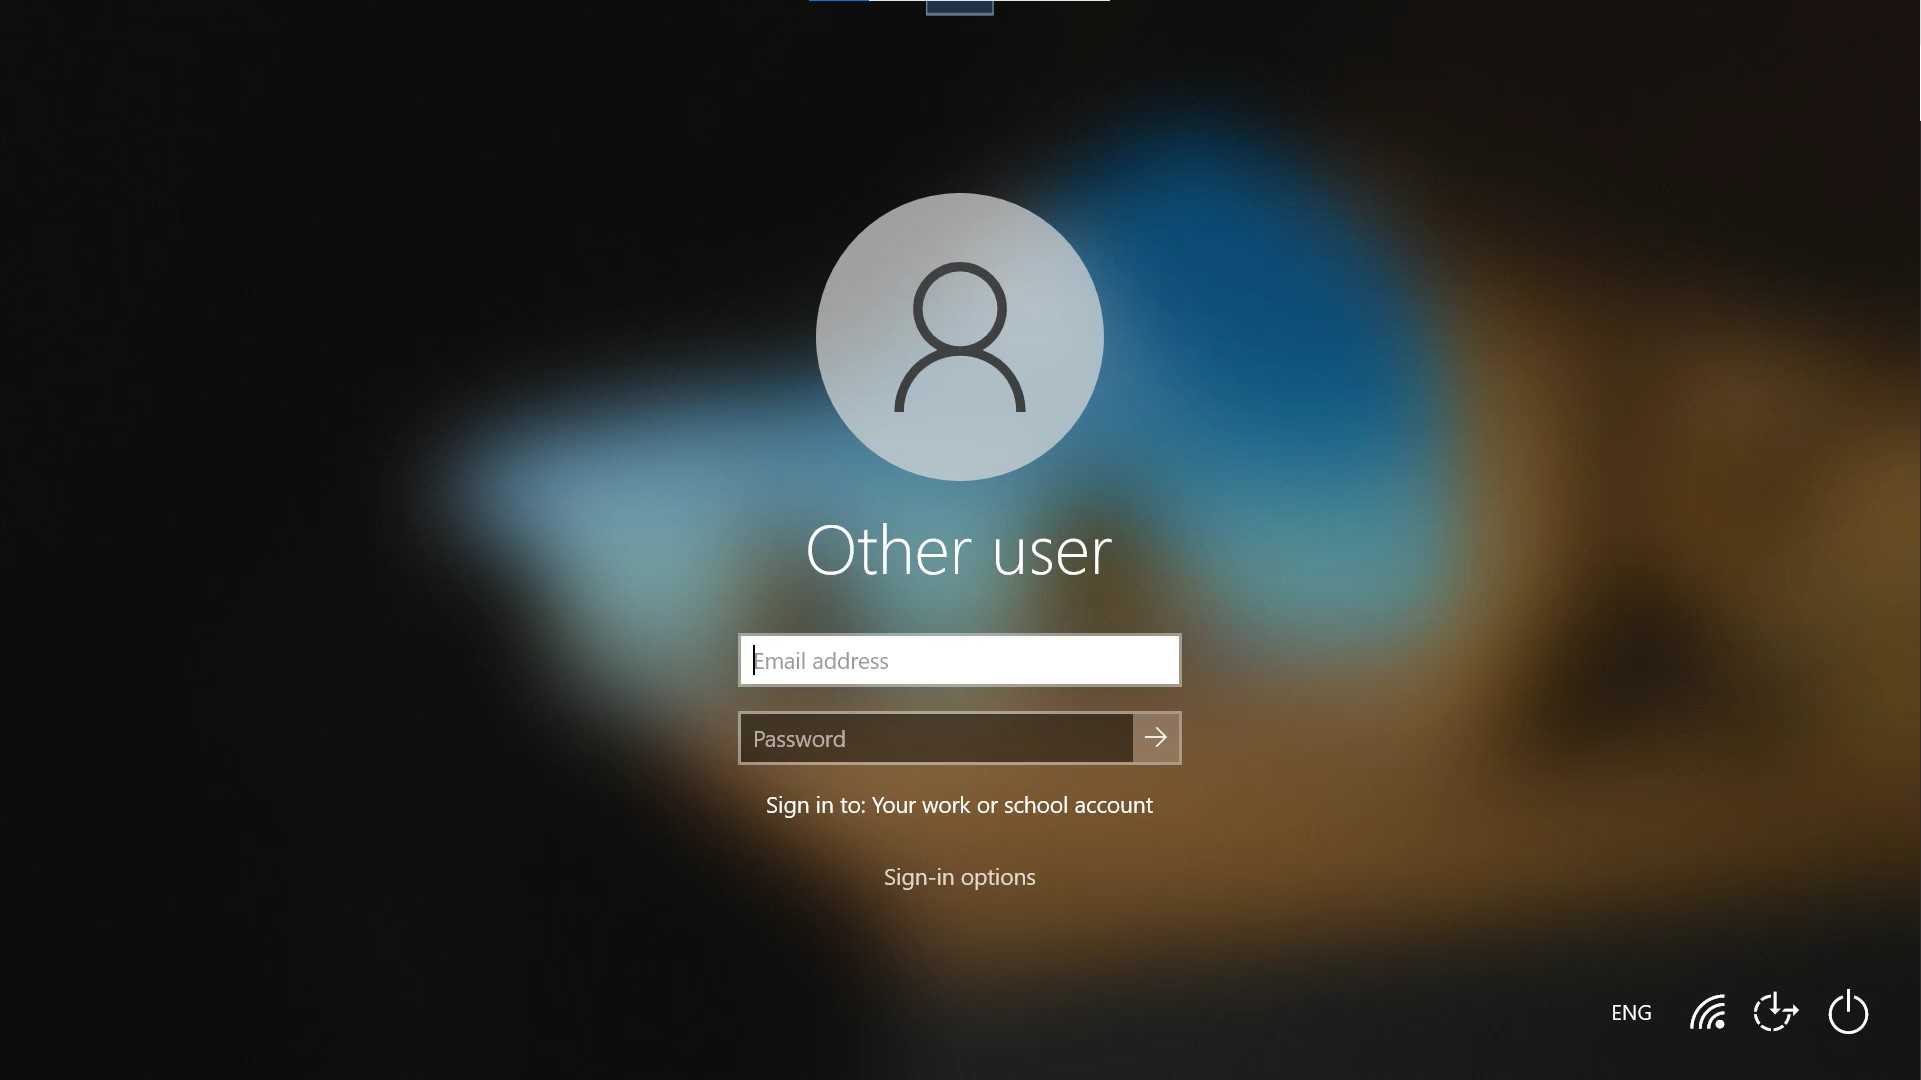 Other user
Email address
Password
Sign in to: Your work or school account
Sign-in options
ENG